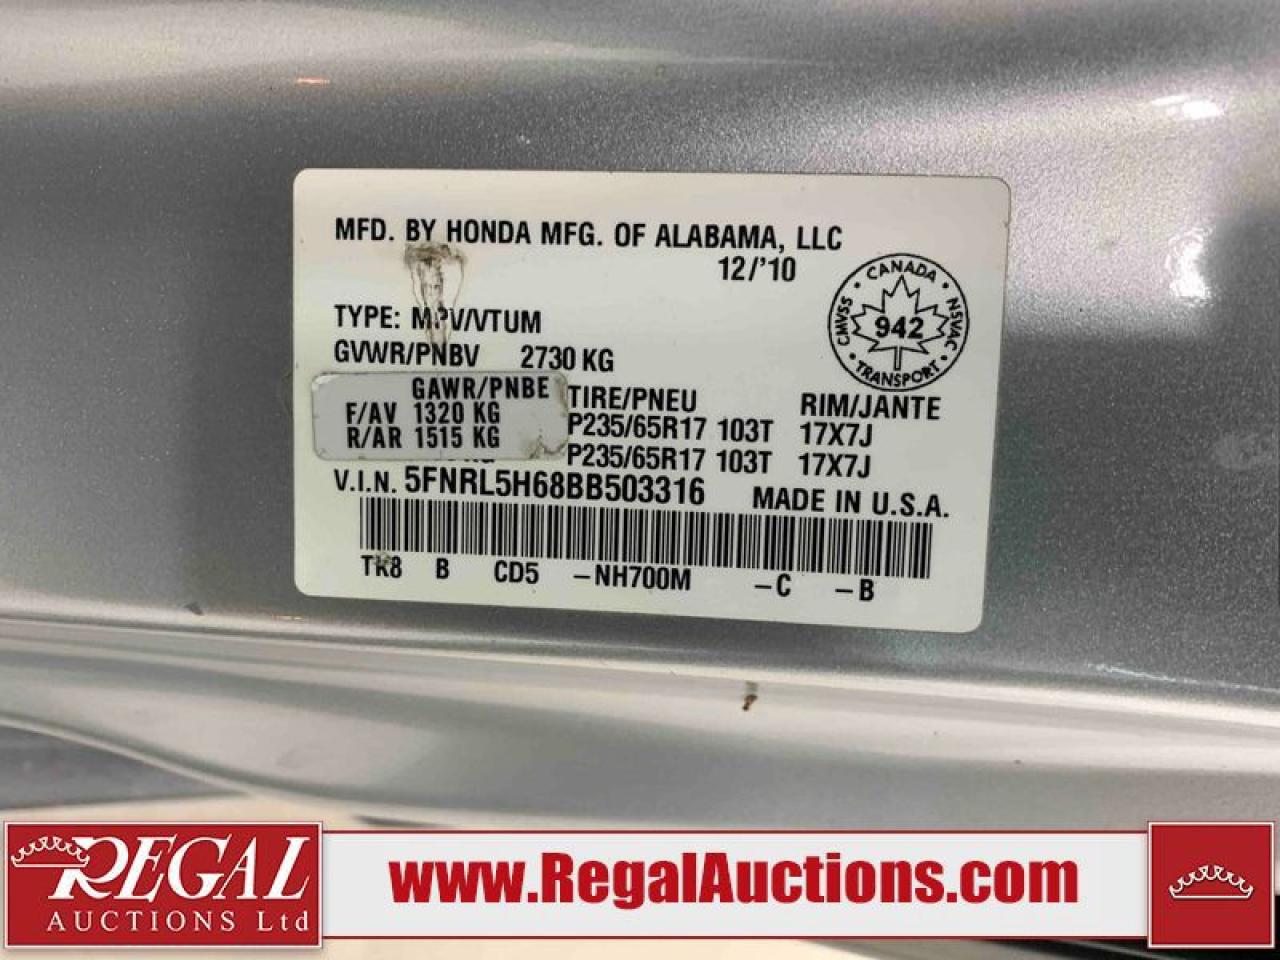 MFD. BY HONDA MFG. OF ALABAMA, LLC
12/'10
CANADA
CMVSS
942
NSVAC
TRANSPORT
TYPE: MPV/VTUM
GVWR/PNBV 2730 KG
GAWR/PNBE TIRE/PNEU RIM/JANTE
F/AV 1320 KG P235/65R17 103T 17X7J
R/AR 1515 KG P235/65R17 103T 17X7J
V.I.N. 5FNRL5H68BB503316 MADE IN U.S.A.
TK8 B CD5 -NH700M -C -B
REGAL
AUCTIONS Ltd
www.RegalAuctions.com